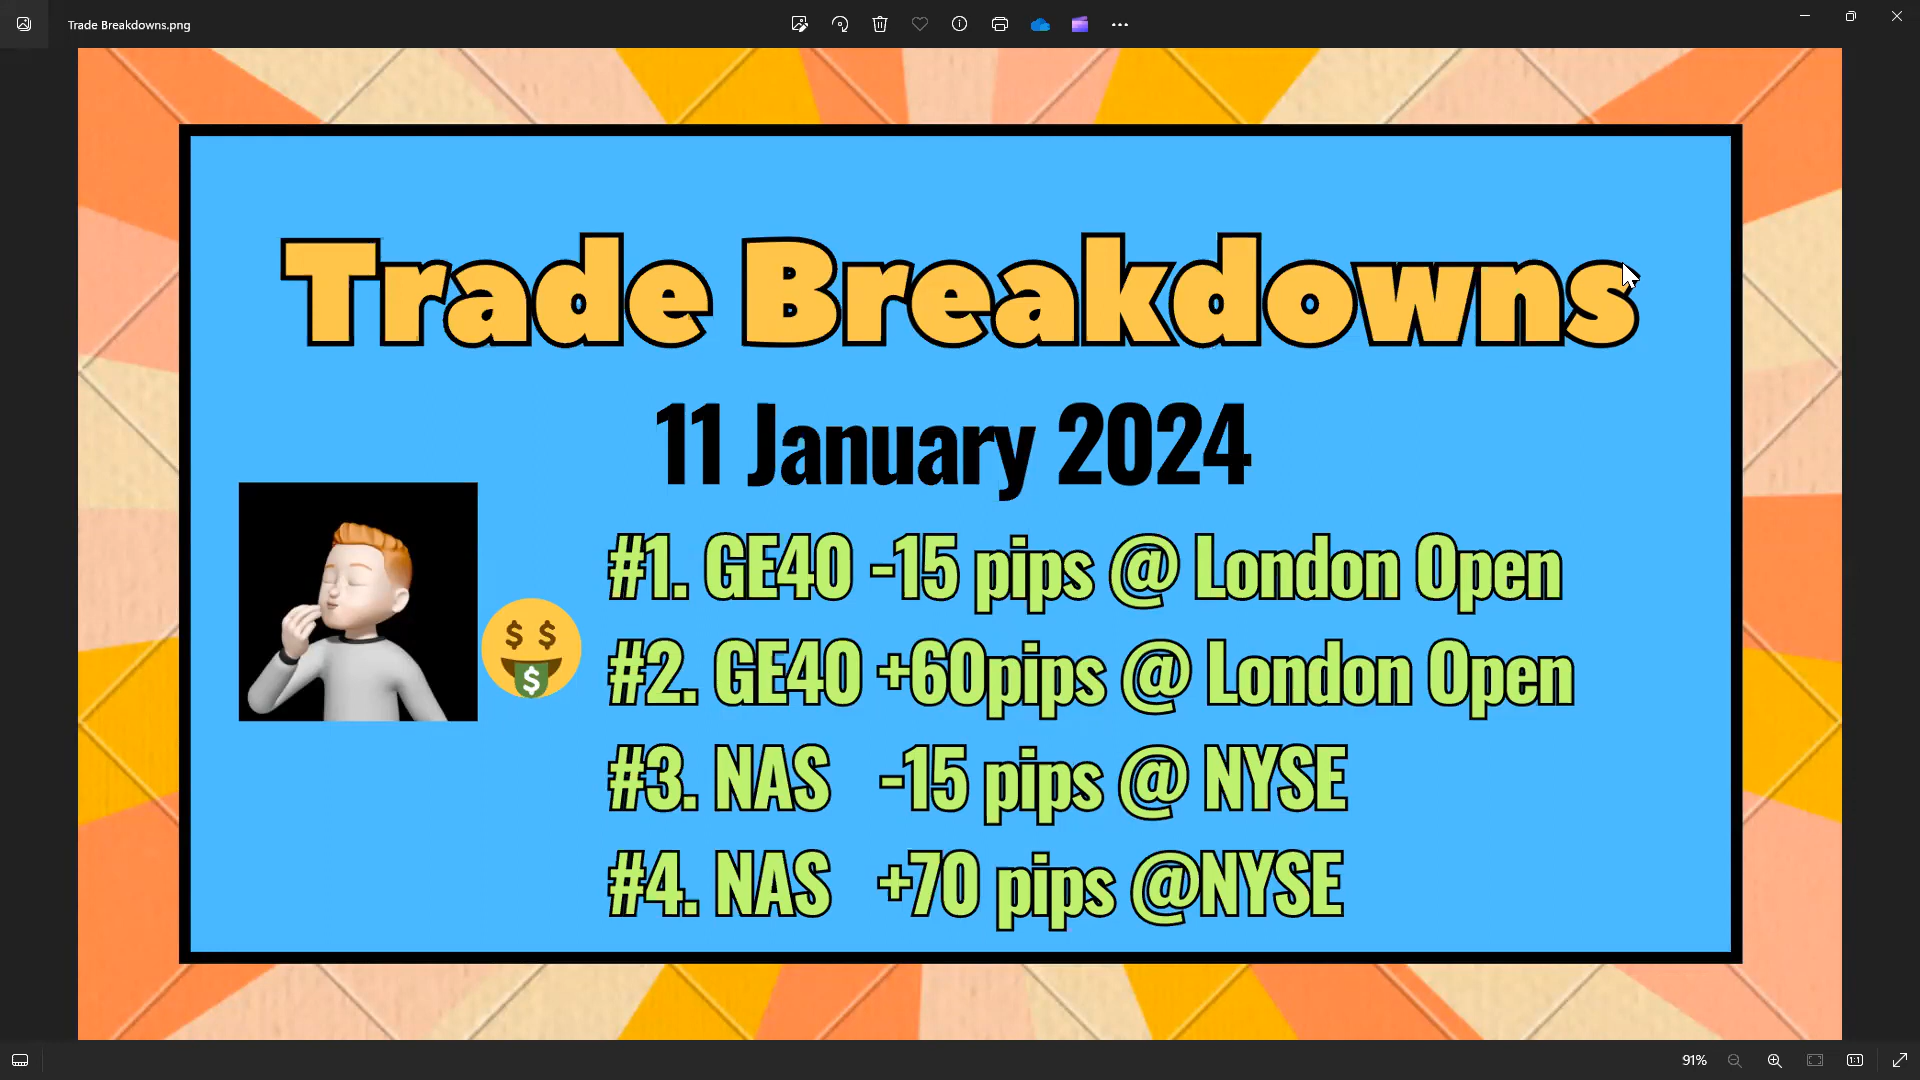 Trade Breakdowns.png
Trade Breakdowns
11 January 2024
#1. GE40 -15 pips @ London Open
#2. GE40 +60pips @ London Open
#3. NAS -15 pips @ NYSE
#4. NAS +70 pips @NYSE
91%